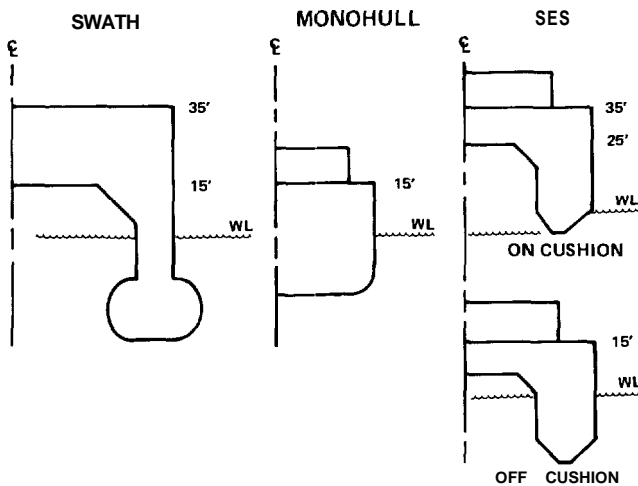 SWATH
MONOHULL
SES
℄
℄
℄
35'
15'
WL
15'
WL
35'
25'
WL
ON CUSHION
15'
WL
OFF CUSHION